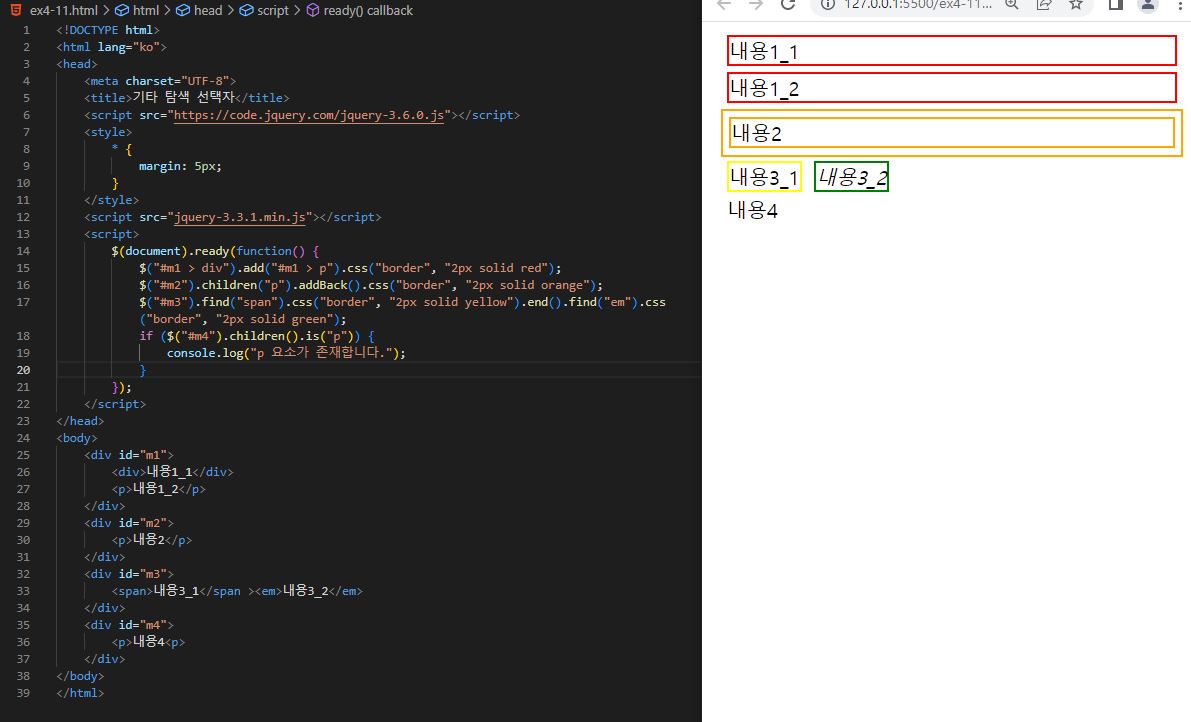 ex4-11.html > html > head > script > ready() callback
1 <!DOCTYPE html>
2 <html lang="ko">
3 <head>
4 <meta charset="UTF-8">
5 <title>기타 탐색 선택자</title>
6 <script src="https://code.jquery.com/jquery-3.6.0.js"></script>
7 <style>
8 * {
9 margin: 5px;
10 }
11 </style>
12 <script src="jquery-3.3.1.min.js"></script>
13 <script>
14 $(document).ready(function() {
15 $("#m1 > div").add("#m1 > p").css("border", "2px solid red");
16 $("#m2").children("p").addBack().css("border", "2px solid orange");
17 $("#m3").find("span").css("border", "2px solid yellow").end().find("em").css
("border", "2px solid green");
18 if ($("#m4").children().is("p")) {
19 console.log("p 요소가 존재합니다.");
20 }
21 });
22 </script>
23 </head>
24 <body>
25 <div id="m1">
26 <div>내용1_1</div>
27 <p>내용1_2</p>
28 </div>
29 <div id="m2">
30 <p>내용2</p>
31 </div>
32 <div id="m3">
33 <span>내용3_1</span ><em>내용3_2</em>
34 </div>
35 <div id="m4">
36 <p>내용4<p>
37 </div>
38 </body>
39 </html>
127.0.0.1:5500/ex4-11...
내용1_1
내용1_2
내용2
내용3_1 내용3_2
내용4